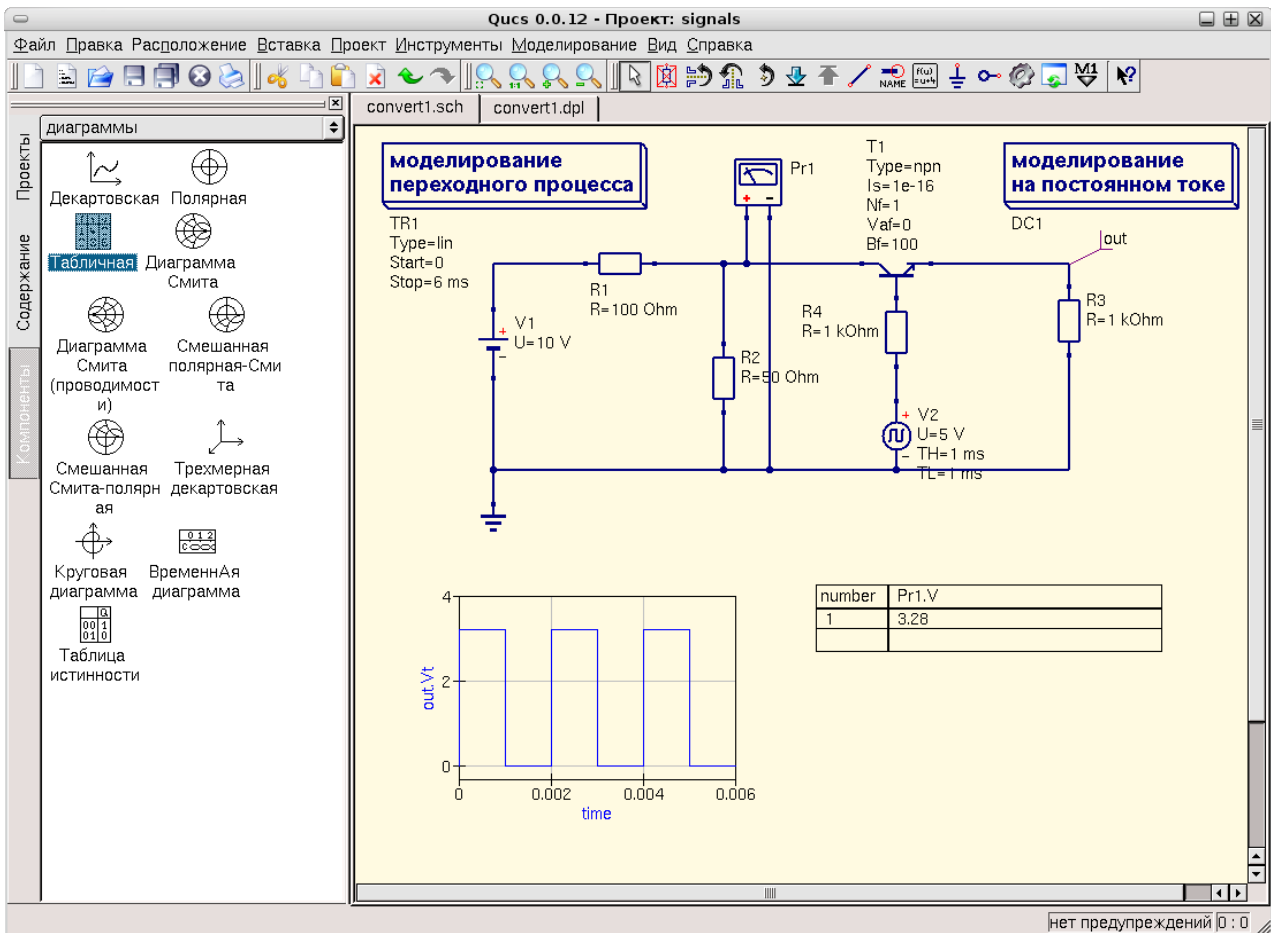 Qucs 0.0.12 - Проект: signals
Файл Правка Расположение Вставка Проект Инструменты Моделирование Вид Справка
1:1
NAME
f(u)
=u+4
M1
convert1.sch
convert1.dpl
Проекты
Содержание
Компоненты
диаграммы
Декартовская Полярная
Табличная Диаграмма
Смита
Диаграмма Смешанная
Смита полярная-Сми
(проводимост та
и)
Смешанная Трехмерная
Смита-полярн декартовская
ая
Круговая ВременнАя
диаграмма диаграмма
Таблица
истинности
моделирование
переходного процесса
TR1
Type=lin
Start=0
Stop=6 ms
Pr1
+ -
T1
Type=npn
Is=1e-16
Nf=1
Vaf=0
Bf=100
моделирование
на постоянном токе
DC1
out
R1
R=100 Ohm
V1
U=10 V
R2
R=50 Ohm
R4
R=1 kOhm
R3
R=1 kOhm
V2
U=5 V
TH=1 ms
TL=1 ms
4
2
0
out.Vt
0 0.002 0.004 0.006
time
number Pr1.V
1 3.28
нет предупреждений 0 : 0